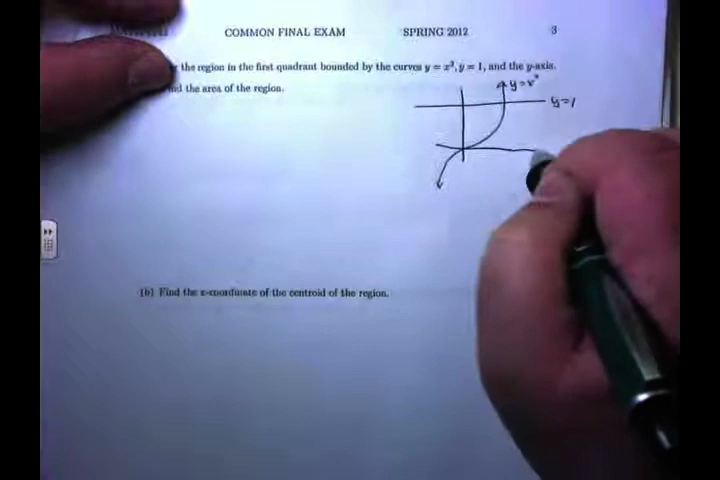 COMMON FINAL EXAM SPRING 2012 3
the region in the first quadrant bounded by the curves y = x³, y = 1, and the y-axis.
the area of the region.
y=x³
y=1
(b) Find the x-coordinate of the centroid of the region.